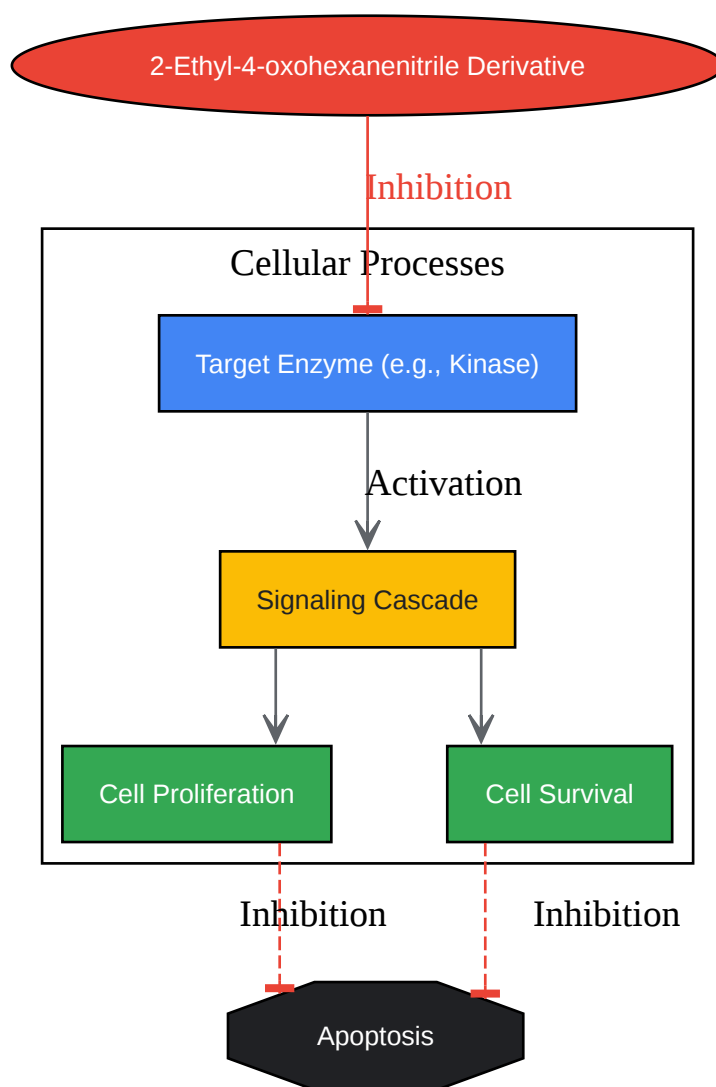 2-Ethyl-4-oxohexanenitrile Derivative
Inhibition
Cellular Processes
Target Enzyme (e.g., Kinase)
Activation
Signaling Cascade
Cell Proliferation
Cell Survival
Inhibition
Inhibition
Apoptosis